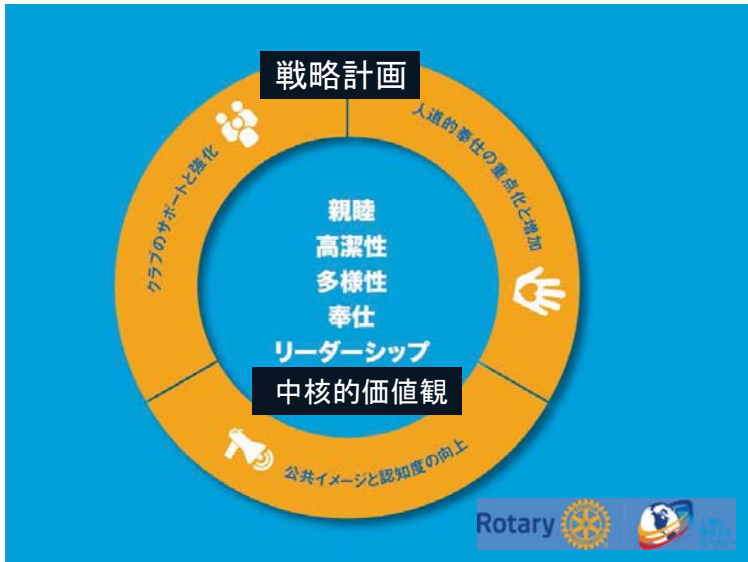 戦略計画
クラブのサポートと強化
人道的奉仕の重点化と増加
親睦
高潔性
多様性
奉仕
リーダーシップ
中核的価値観
公共イメージと認知度の向上
Rotary